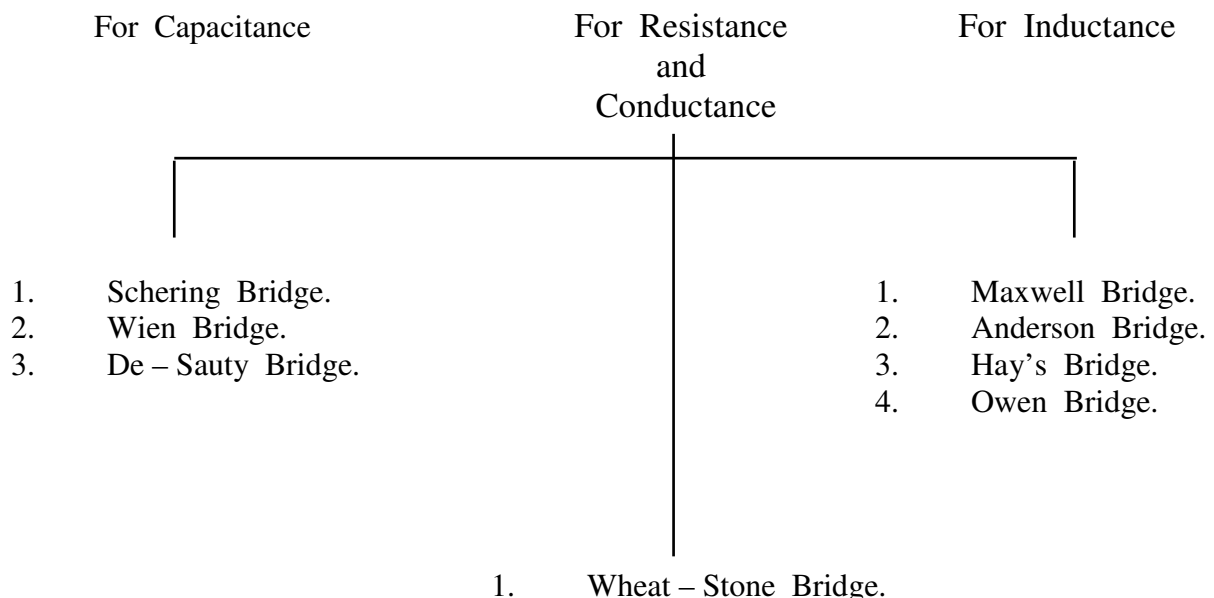 For Capacitance
For Resistance
and
Conductance
For Inductance
1. Schering Bridge.
2. Wien Bridge.
3. De – Sauty Bridge.
1. Maxwell Bridge.
2. Anderson Bridge.
3. Hay's Bridge.
4. Owen Bridge.
1. Wheat – Stone Bridge.